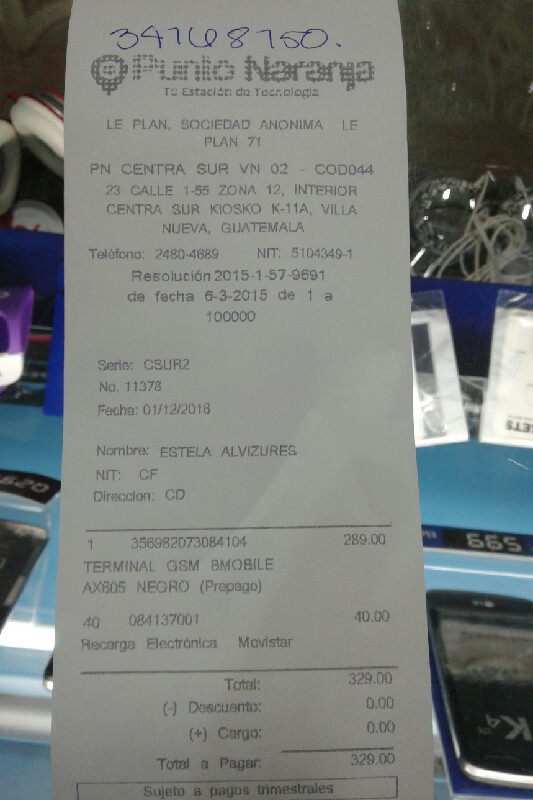 34168750.
Punto Naranja
Tu Estación de Tecnología
LE PLAN, SOCIEDAD ANONIMA LE
PLAN 71
PN CENTRA SUR VN 02 - COD044
23 CALLE 1-55 ZONA 12, INTERIOR
CENTRA SUR KIOSKO K-11A, VILLA
NUEVA, GUATEMALA
Teléfono: 2480-4689 NIT: 5104349-1
Resolución 2015-1-57-9691
de fecha 6-3-2015 de 1 a
100000
Serie: CSUR2
No. 11378
Fecha: 01/12/2016
Nombre: ESTELA ALVIZURES
NIT: CF
Direccion: CD
1 356982073084104 289.00
TERMINAL GSM BMOBILE
AX605 NEGRO (Prepago)
40 084137001 40.00
Recarga Electrónica Movistar
Total: 329.00
(-) Descuento: 0.00
(+) Cargo: 0.00
Total a Pagar: 329.00
Sujeto a pagos trimestrales
K4